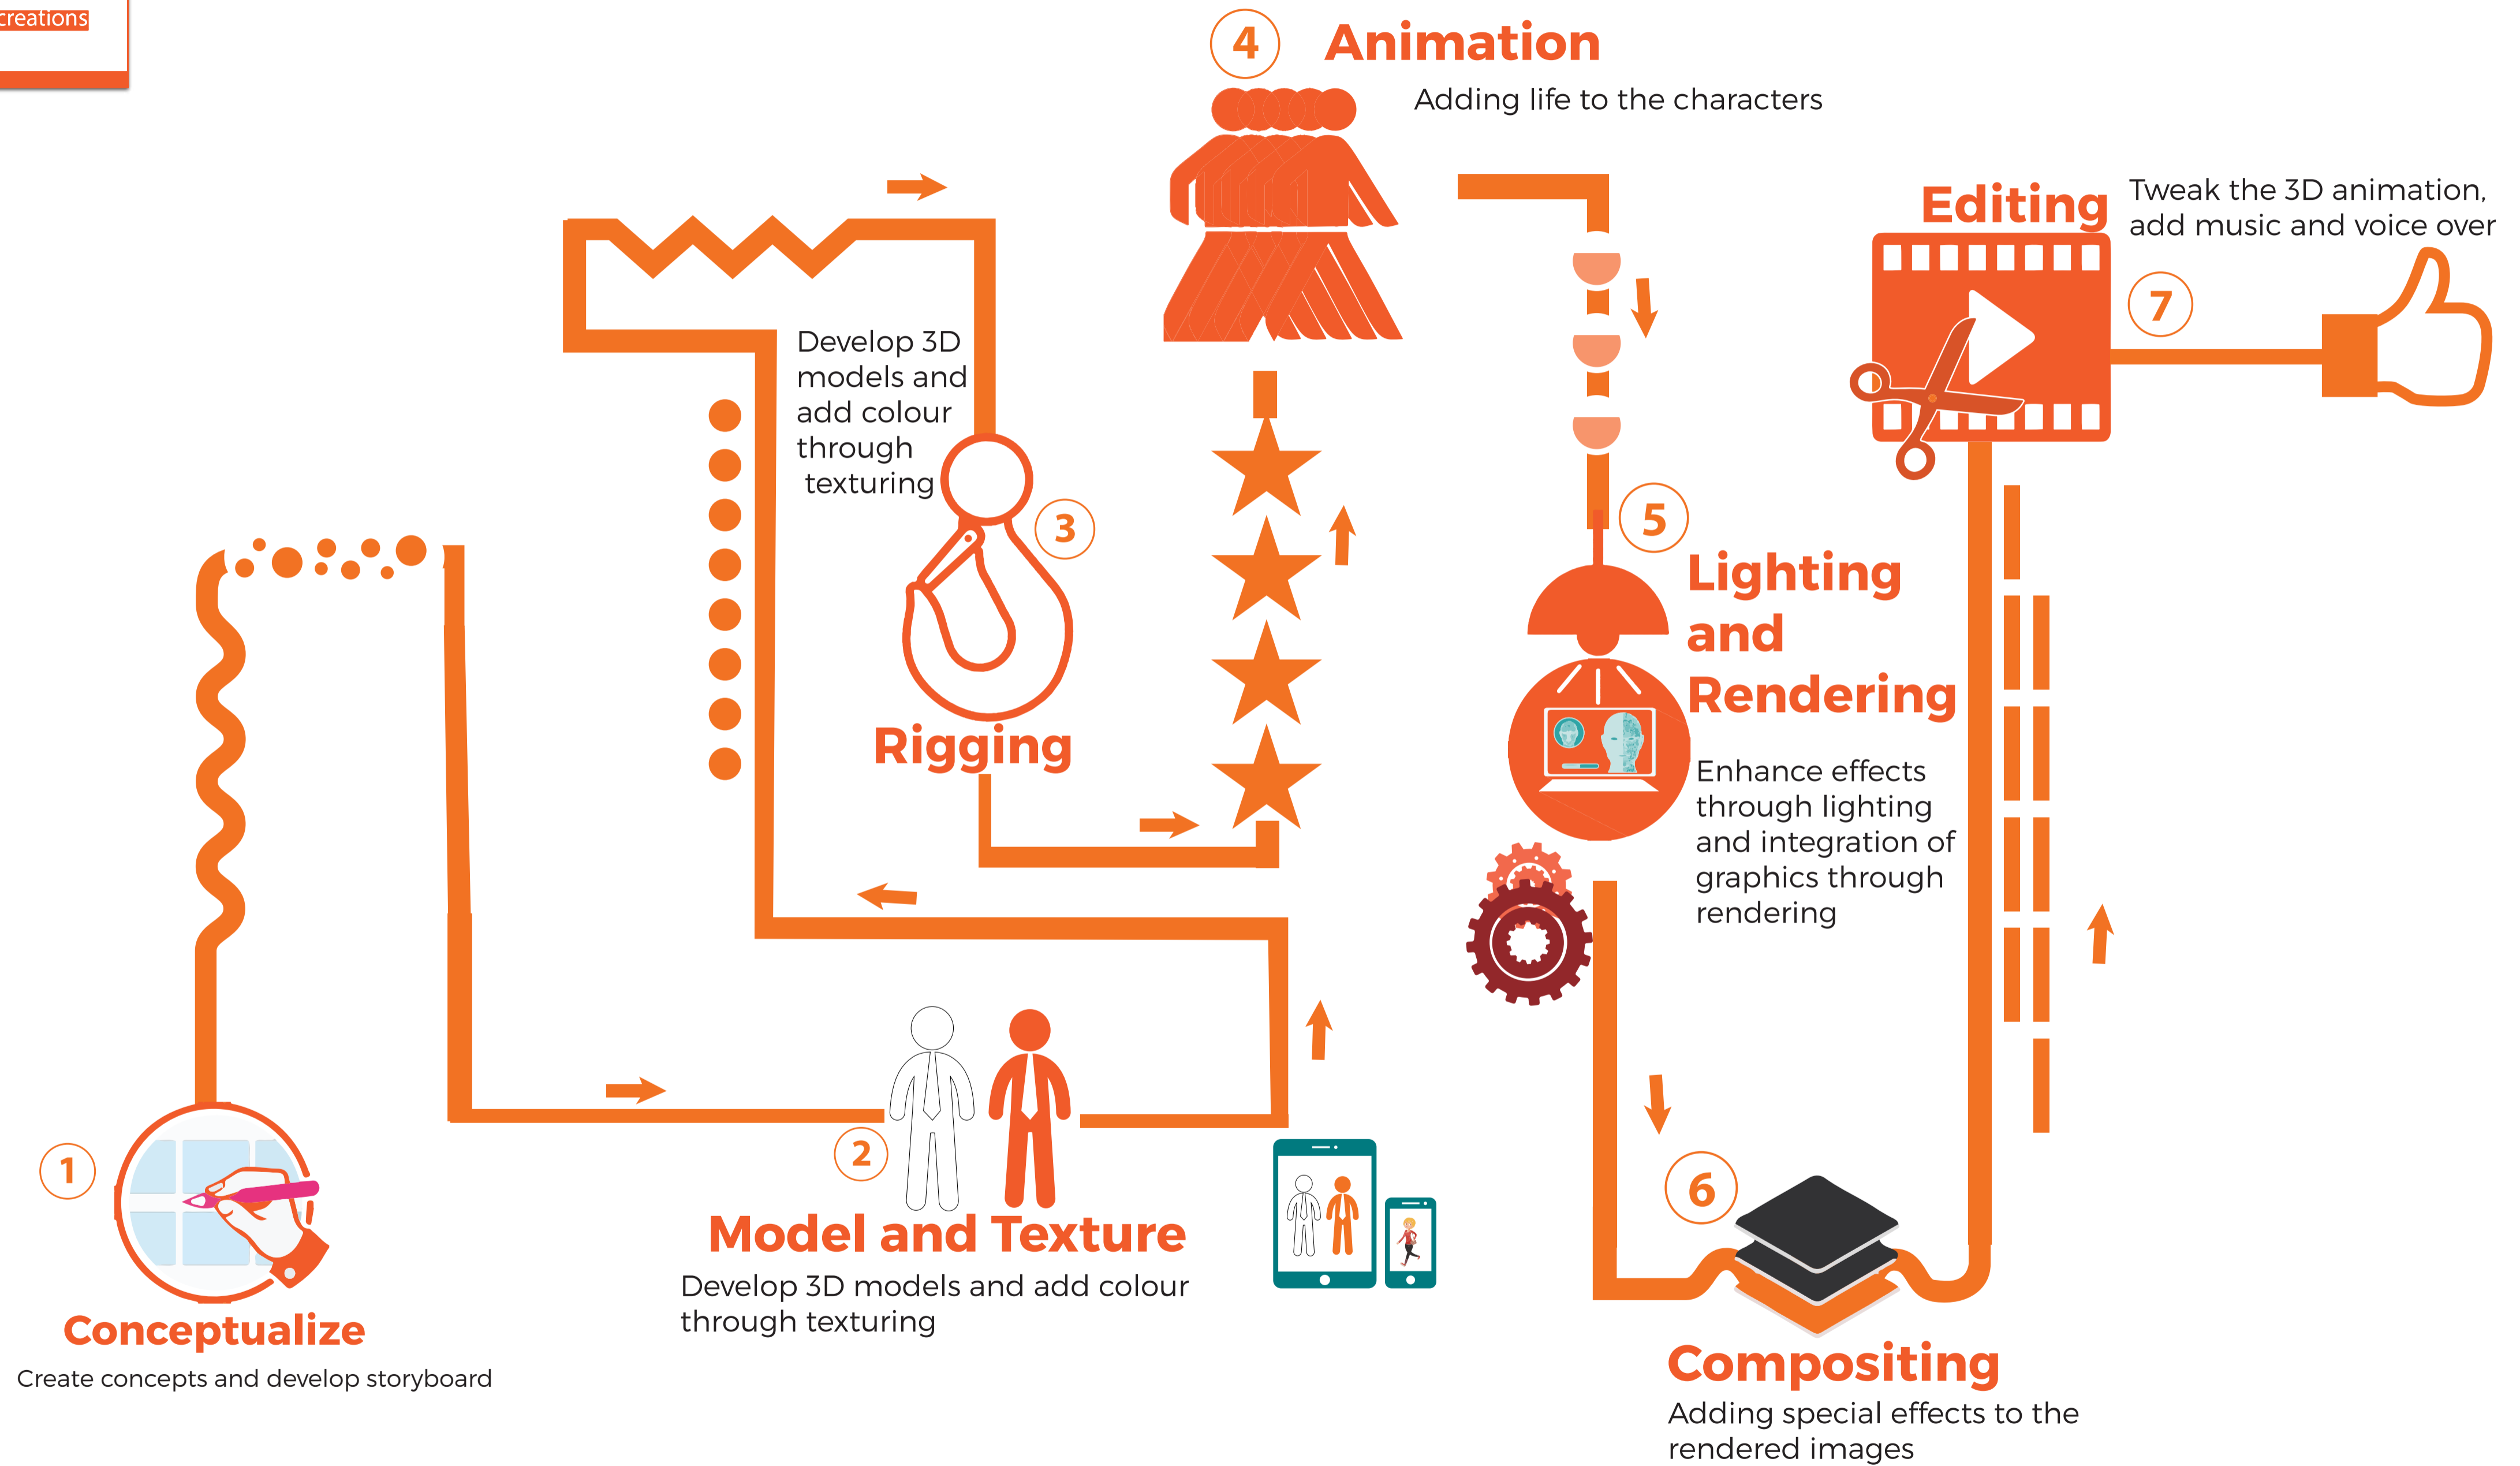 creations
1
Conceptualize
Create concepts and develop storyboard
2
Model and Texture
Develop 3D models and add colour
through texturing
Develop 3D
models and
add colour
through
texturing
3
Rigging
4
Animation
Adding life to the characters
5
Lighting
and
Rendering
Enhance effects
through lighting
and integration of
graphics through
rendering
6
Compositing
Adding special effects to the
rendered images
Editing
Tweak the 3D animation,
add music and voice over
7